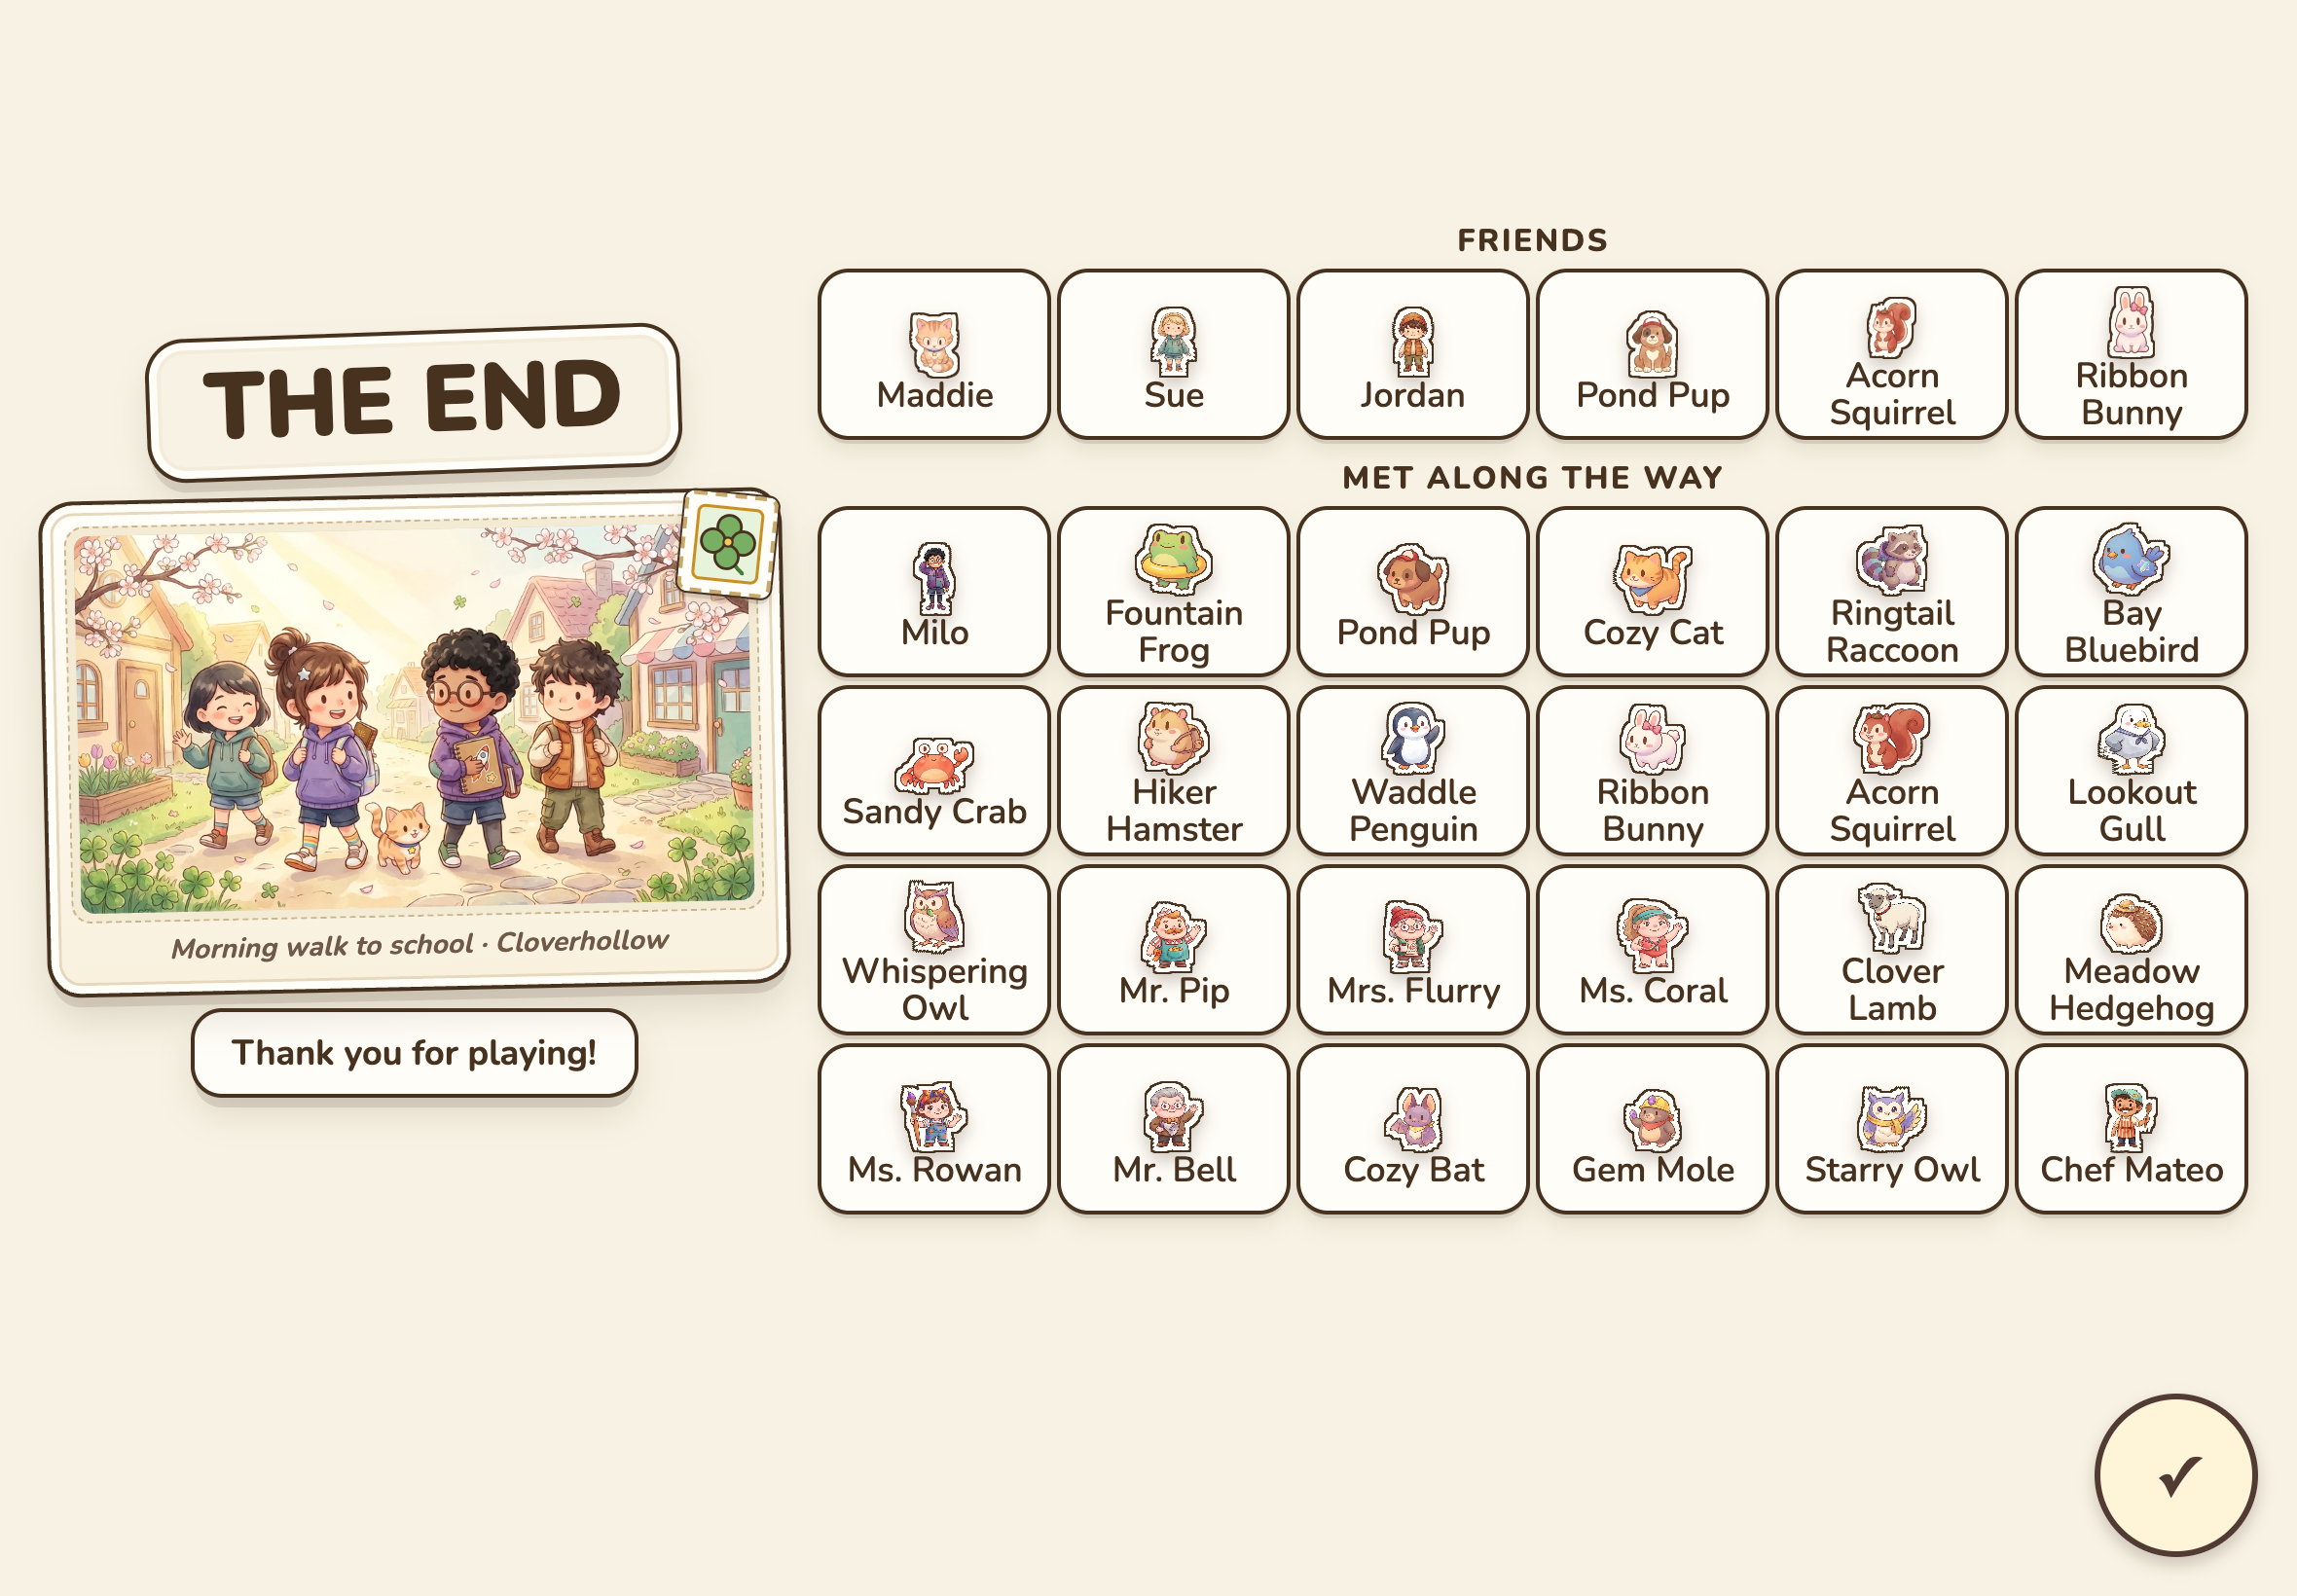 THE END
Morning walk to school · Cloverhollow
Thank you for playing!
FRIENDS
Maddie
Sue
Jordan
Pond Pup
Acorn
Squirrel
Ribbon
Bunny
MET ALONG THE WAY
Milo
Fountain
Frog
Pond Pup
Cozy Cat
Ringtail
Raccoon
Bay
Bluebird
Sandy Crab
Hiker
Hamster
Waddle
Penguin
Ribbon
Bunny
Acorn
Squirrel
Lookout
Gull
Whispering
Owl
Mr. Pip
Mrs. Flurry
Ms. Coral
Clover
Lamb
Meadow
Hedgehog
Ms. Rowan
Mr. Bell
Cozy Bat
Gem Mole
Starry Owl
Chef Mateo